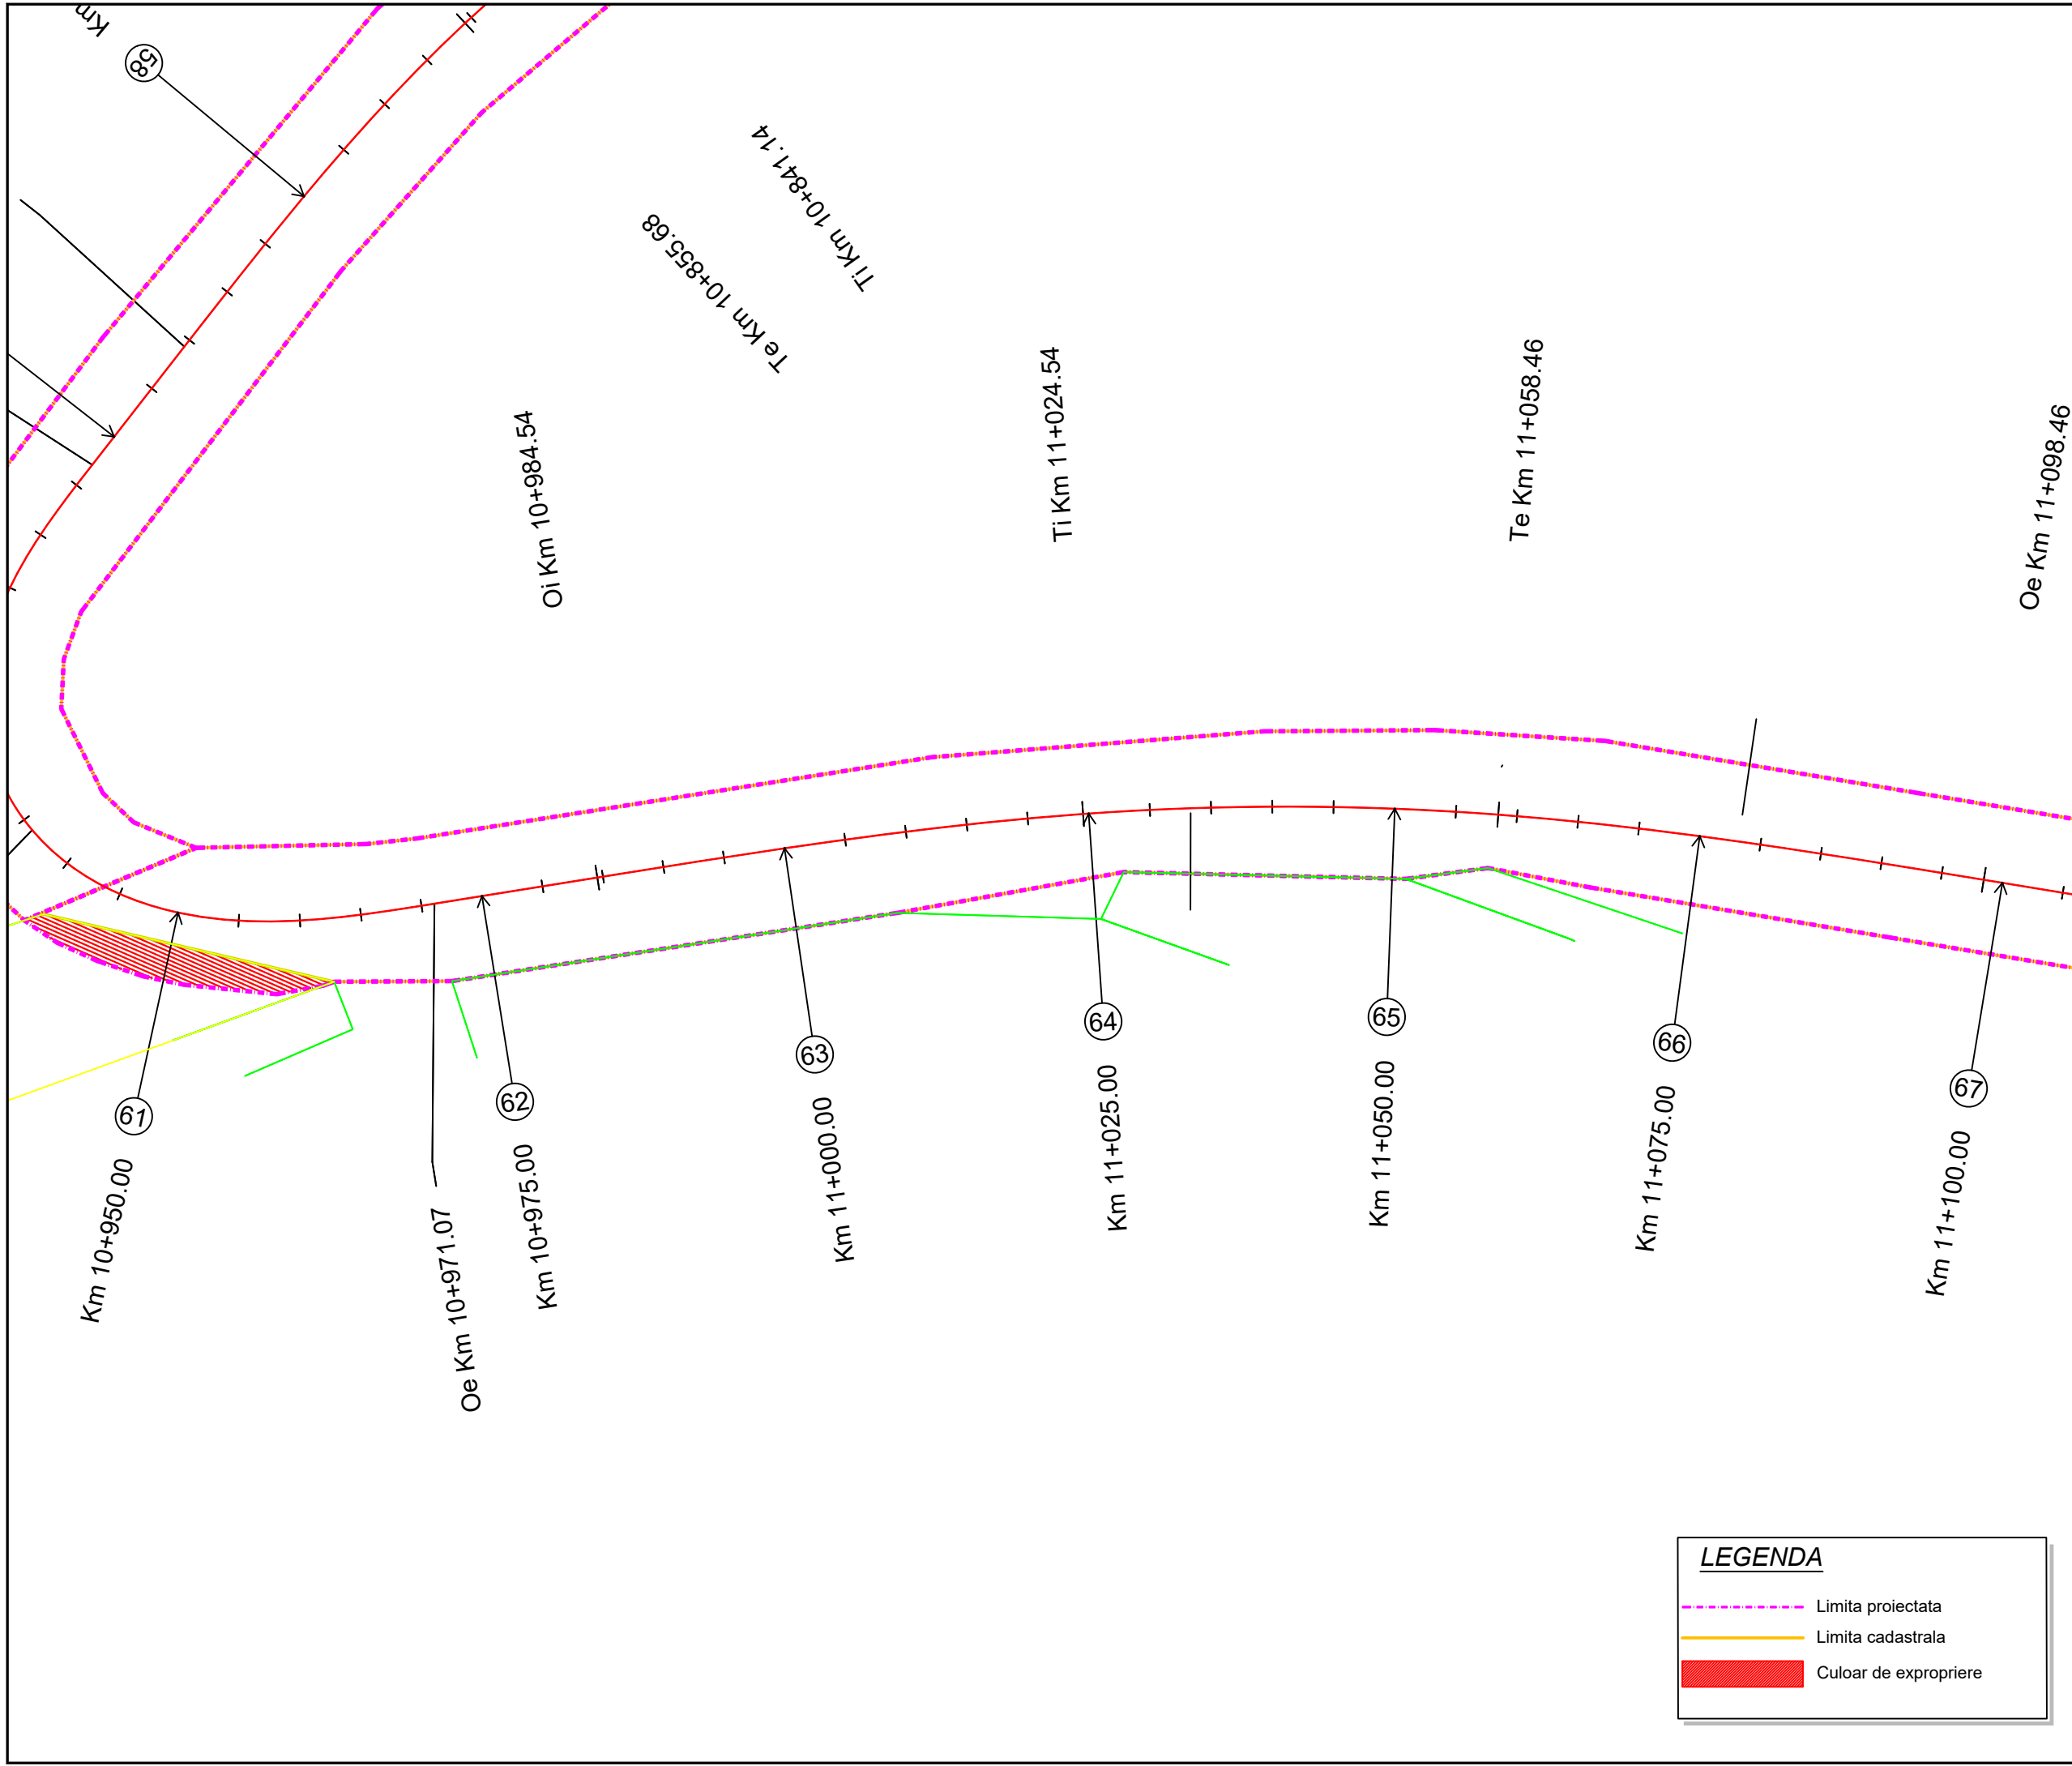 Km
58
Ti Km 10+841.14
Te Km 10+855.68
Oi Km 10+984.54
Ti Km 11+024.54
Te Km 11+058.46
Oe Km 11+098.46
61
62
63
64
65
66
67
Km 10+950.00
Oe Km 10+971.07
Km 10+975.00
Km 11+000.00
Km 11+025.00
Km 11+050.00
Km 11+075.00
Km 11+100.00
LEGENDA
Limita proiectata
Limita cadastrala
Culoar de expropriere